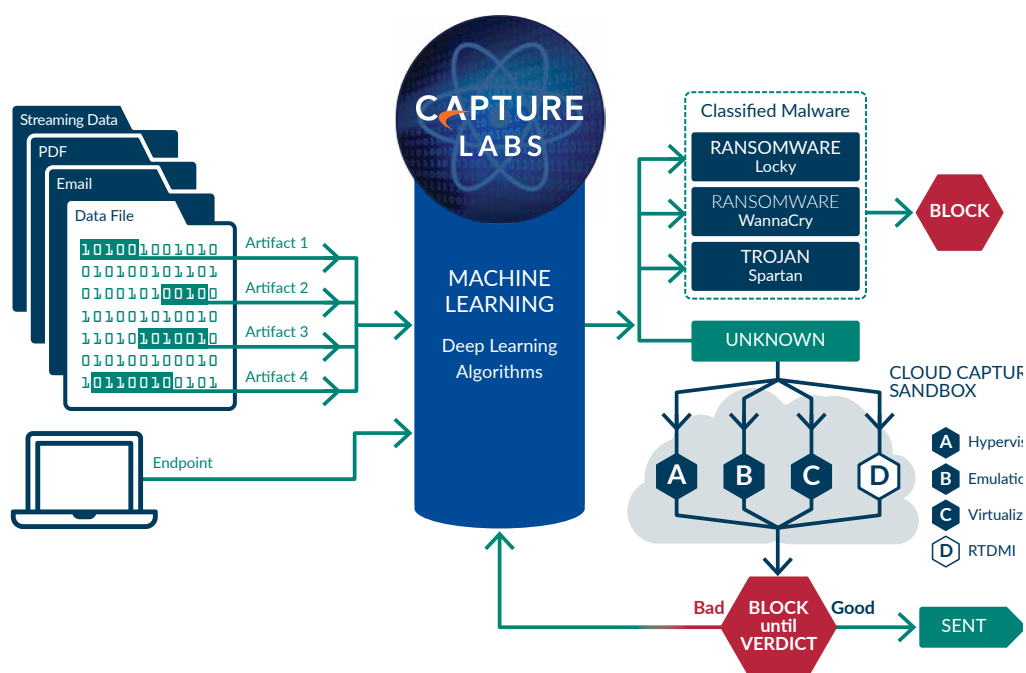 CAPTURE
LABS
Streaming Data
PDF
Email
Data File
101001001010
010101001101
010010100100
101001010010
110101010010
010101000010
101100100101
Artifact 1
Artifact 2
Artifact 3
Artifact 4
Endpoint
MACHINE
LEARNING
Deep Learning
Algorithms
Classified Malware
RANSOMWARE
Locky
RANSOMWARE
WannaCry
TROJAN
Spartan
BLOCK
UNKNOWN
CLOUD CAPTUR
SANDBOX
A
B
C
D
A Hypervis
B Emulatio
C Virtualiz
D RTDMI
Bad
BLOCK
until
VERDICT
Good
SENT